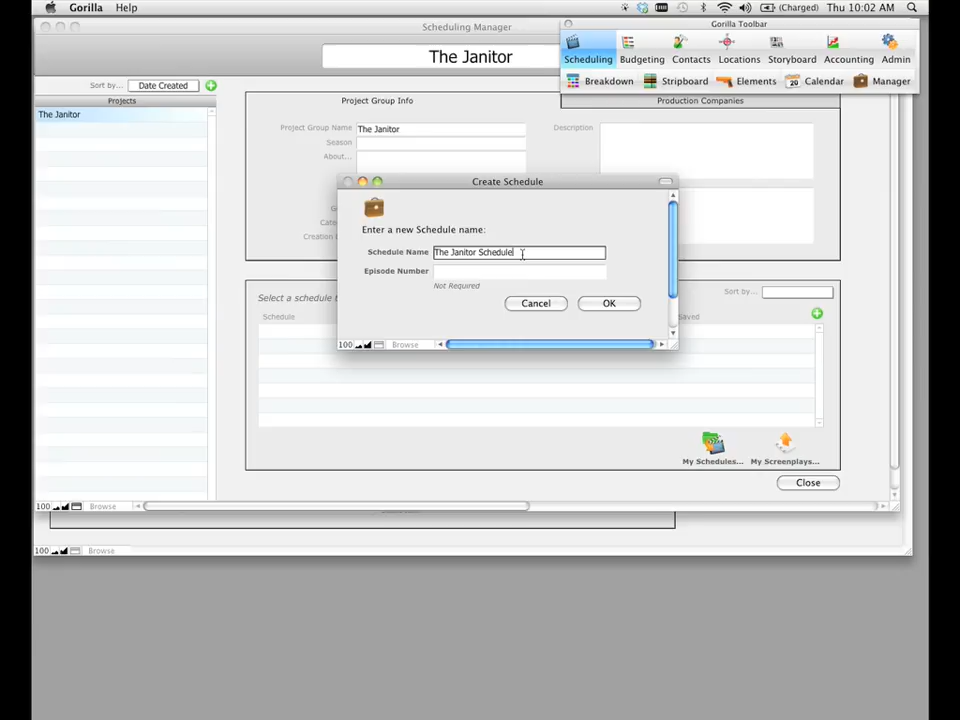 Gorilla Help
(Charged) Thu 10:02 AM
Scheduling Manager
Gorilla Toolbar
The Janitor
Scheduling Budgeting Contacts Locations Storyboard Accounting Admin
Breakdown Stripboard Elements Calendar Manager
Sort by... Date Created
Projects
The Janitor
Project Group Info
Production Companies
Project Group Name The Janitor
Description
Season
About...
Create Schedule
Enter a new Schedule name:
Schedule Name The Janitor Schedule
Episode Number
Not Required
Cancel OK
Select a schedule
Sort by...
Schedule
Saved
100 Browse
My Schedules... My Screenplays...
Close
100 Browse
100 Browse